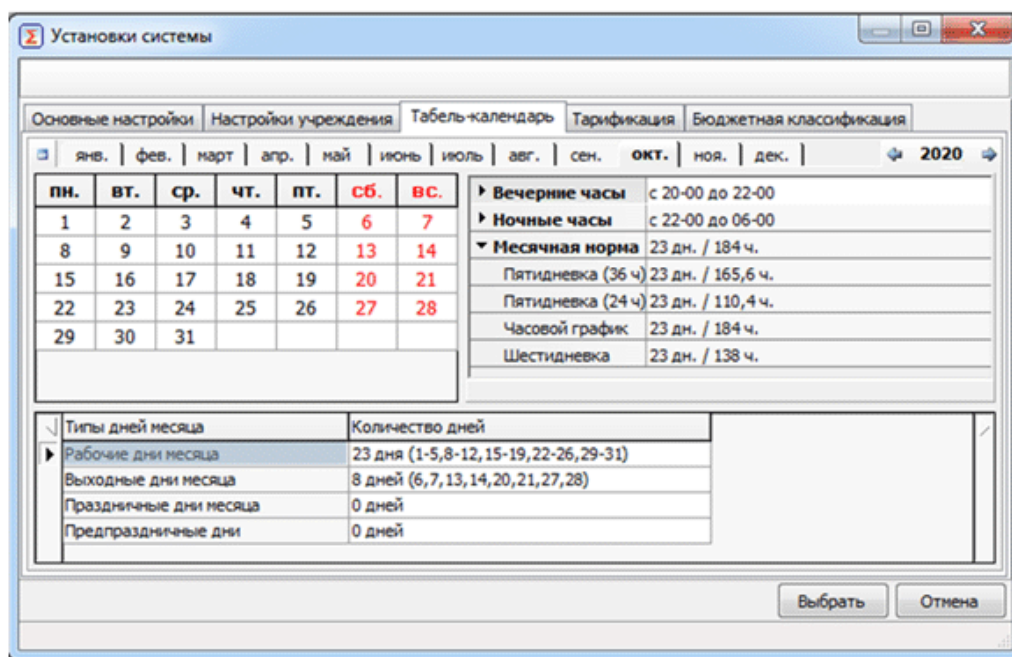 Установки системы
Основные настройки Настройки учреждения Табель-календарь Тарификация Бюджетная классификация
янв. фев. март апр. май июнь июль авг. сен. окт. ноя. дек. 2020
пн. вт. ср. чт. пт. сб. вс.
1 2 3 4 5 6 7
8 9 10 11 12 13 14
15 16 17 18 19 20 21
22 23 24 25 26 27 28
29 30 31
Вечерние часы с 20-00 до 22-00
Ночные часы с 22-00 до 06-00
Месячная норма 23 дн. / 184 ч.
Пятидневка (36 ч) 23 дн. / 165,6 ч.
Пятидневка (24 ч) 23 дн. / 110,4 ч.
Часовой график 23 дн. / 184 ч.
Шестидневка 23 дн. / 138 ч.
Типы дней месяца Количество дней
Рабочие дни месяца 23 дня (1-5,8-12,15-19,22-26,29-31)
Выходные дни месяца 8 дней (6,7,13,14,20,21,27,28)
Праздничные дни месяца 0 дней
Предпраздничные дни 0 дней
Выбрать Отмена